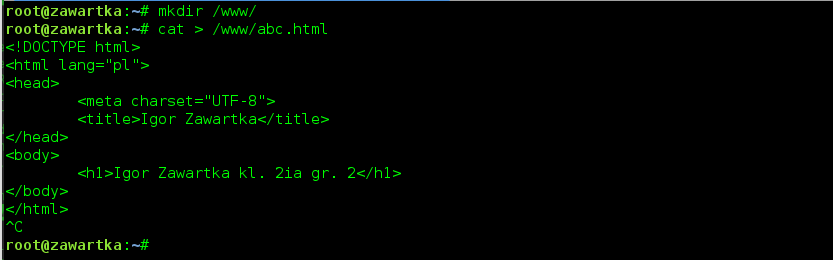 root@zawartka:~# mkdir /www/
root@zawartka:~# cat > /www/abc.html
<!DOCTYPE html>
<html lang="pl">
<head>
        <meta charset="UTF-8">
        <title>Igor Zawartka</title>
</head>
<body>
        <h1>Igor Zawartka kl. 2ia gr. 2</h1>
</body>
</html>
^C
root@zawartka:~#